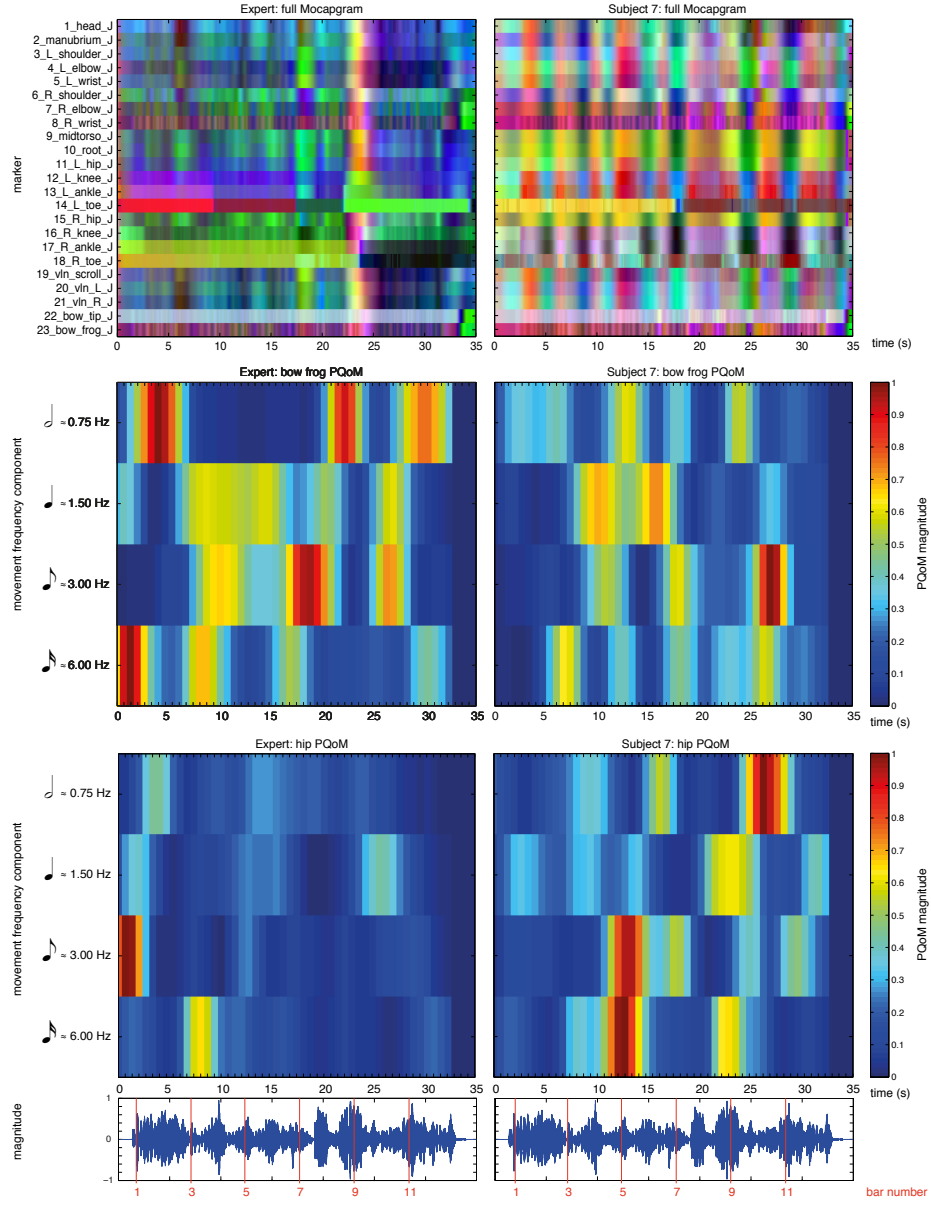 Expert: full Mocapgram
Subject 7: full Mocapgram
marker
1_head_J
2_manubrium_J
3_L_shoulder_J
4_L_elbow_J
5_L_wrist_J
6_R_shoulder_J
7_R_elbow_J
8_R_wrist_J
9_midtorso_J
10_root_J
11_L_hip_J
12_L_knee_J
13_L_ankle_J
14_L_toe_J
15_R_hip_J
16_R_knee_J
17_R_ankle_J
18_R_toe_J
19_vln_scroll_J
20_vln_L_J
21_vln_R_J
22_bow_tip_J
23_bow_frog_J
0 5 10 15 20 25 30 35
0 5 10 15 20 25 30 35
time (s)
Expert: bow frog PQoM
Subject 7: bow frog PQoM
movement frequency component
≈ 0.75 Hz
≈ 1.50 Hz
≈ 3.00 Hz
≈ 6.00 Hz
0 5 10 15 20 25 30 35
0 5 10 15 20 25 30 35
time (s)
1
0.9
0.8
0.7
0.6
0.5
0.4
0.3
0.2
0.1
0
PQoM magnitude
Expert: hip PQoM
Subject 7: hip PQoM
movement frequency component
≈ 0.75 Hz
≈ 1.50 Hz
≈ 3.00 Hz
≈ 6.00 Hz
0 5 10 15 20 25 30 35
0 5 10 15 20 25 30 35
time (s)
1
0.9
0.8
0.7
0.6
0.5
0.4
0.3
0.2
0.1
0
PQoM magnitude
magnitude
1
0
−1
1 3 5 7 9 11
1 3 5 7 9 11
bar number